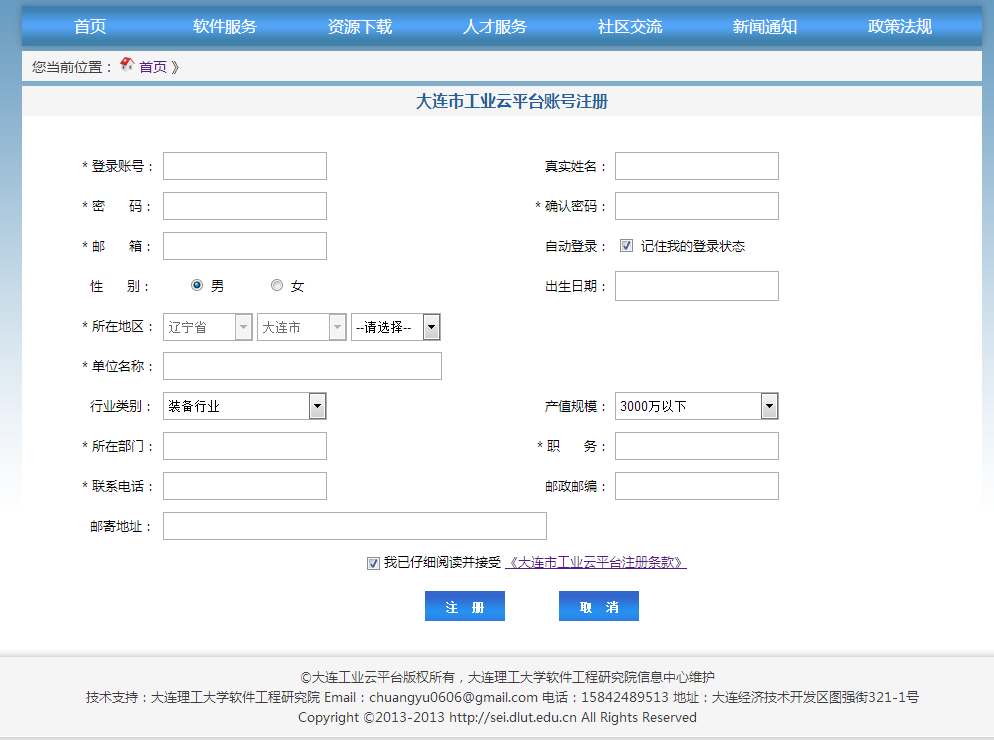 首页 软件服务 资源下载 人才服务 社区交流 新闻通知 政策法规
您当前位置： 首页 》
大连市工业云平台账号注册
* 登录账号： 真实姓名：
* 密 码： * 确认密码：
* 邮 箱： 自动登录： 记住我的登录状态
性 别： 男 女 出生日期：
* 所在地区： 辽宁省 大连市 --请选择--
* 单位名称：
行业类别： 装备行业 产值规模： 3000万以下
* 所在部门： * 职 务：
* 联系电话： 邮政邮编：
邮寄地址：
我已仔细阅读并接受 《大连市工业云平台注册条款》
注 册 取 消
©大连工业云平台版权所有，大连理工大学软件工程研究院信息中心维护
技术支持：大连理工大学软件工程研究院 Email：chuangyu0606@gmail.com 电话：15842489513 地址：大连经济技术开发区图强街321-1号
Copyright ©2013-2013 http://sei.dlut.edu.cn All Rights Reserved